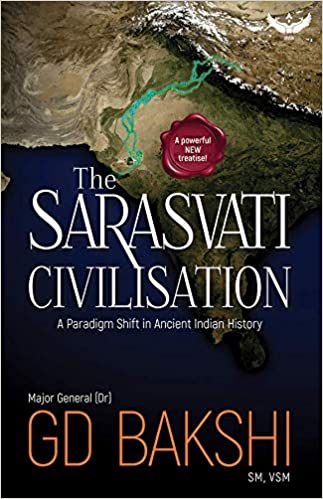 A powerful
NEW
treatise!
The
SARASVATI
CIVILISATION
A Paradigm Shift in Ancient Indian History
Major General (Dr)
GD BAKSHI
SM, VSM